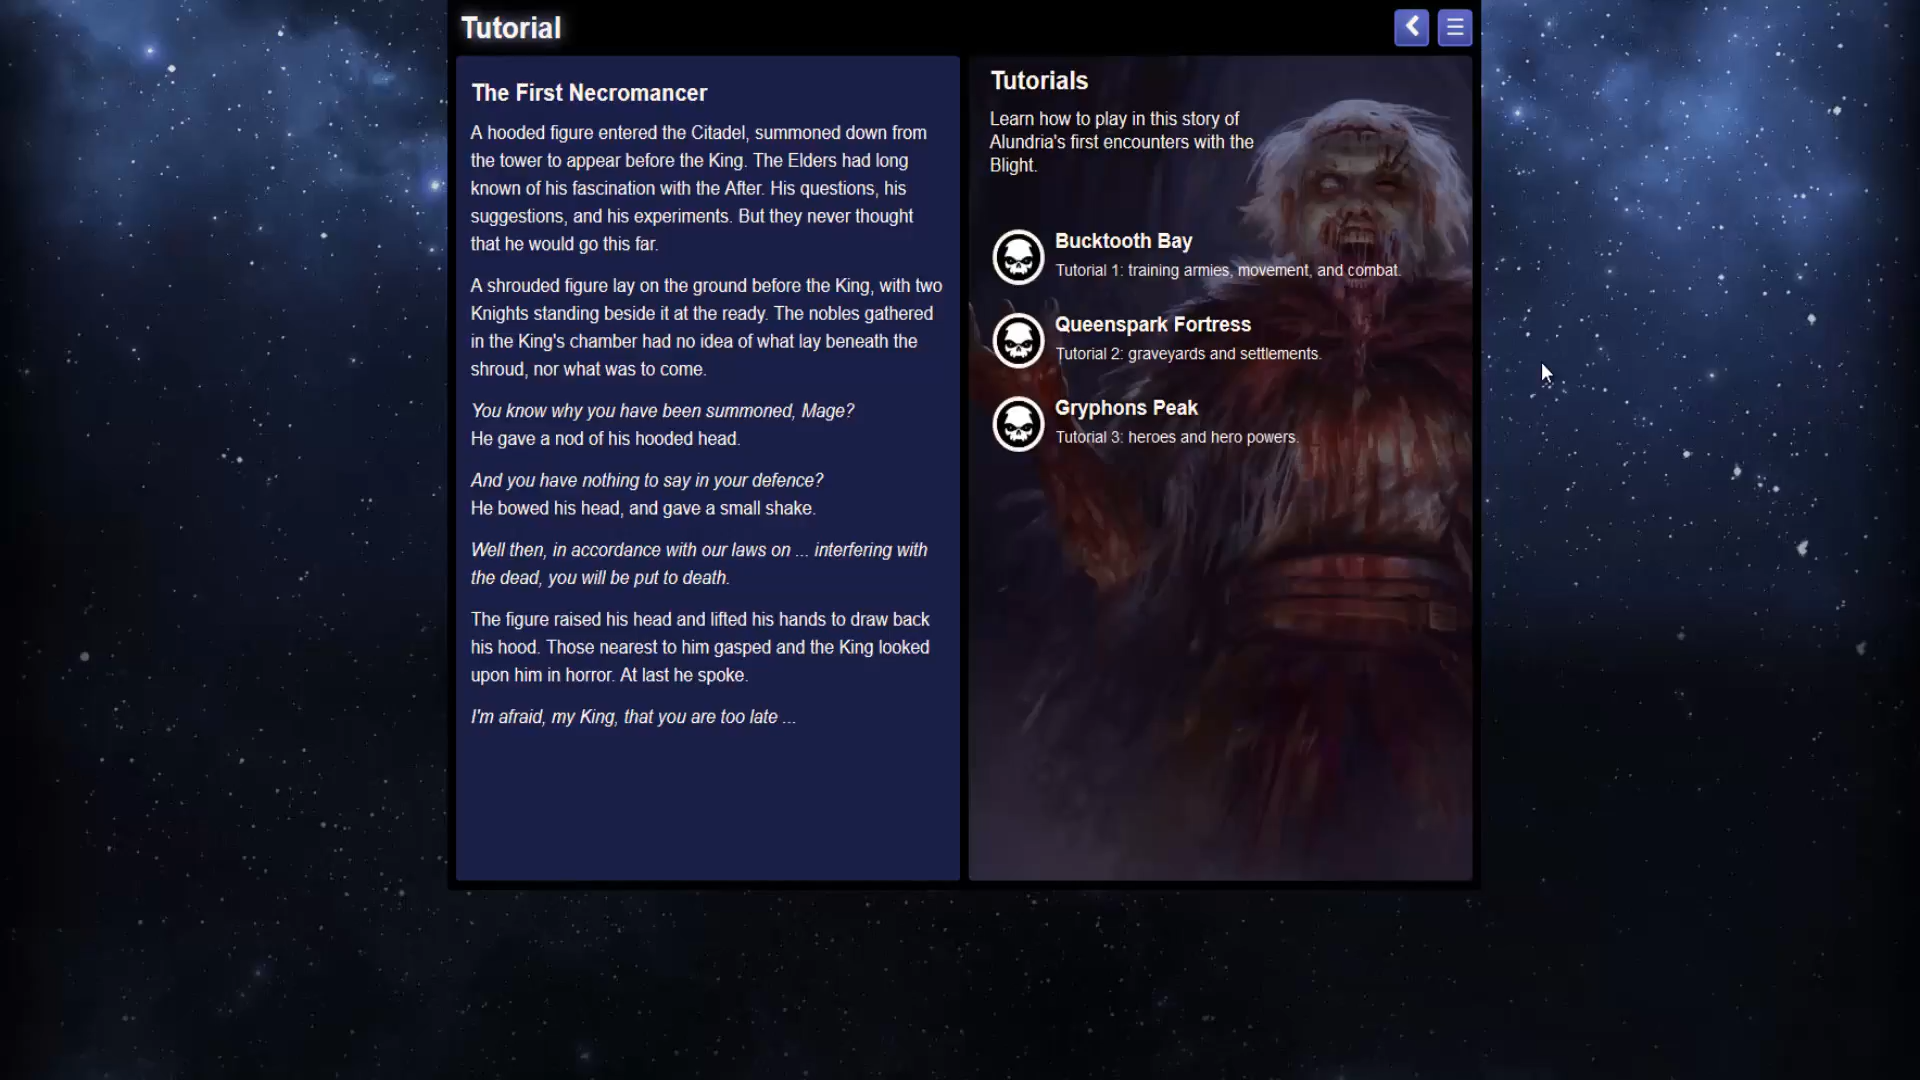 Tutorial
The First Necromancer
A hooded figure entered the Citadel, summoned down from
the tower to appear before the King. The Elders had long
known of his fascination with the After. His questions, his
suggestions, and his experiments. But they never thought
that he would go this far.
A shrouded figure lay on the ground before the King, with two
Knights standing beside it at the ready. The nobles gathered
in the King's chamber had no idea of what lay beneath the
shroud, nor what was to come.
You know why you have been summoned, Mage?
He gave a nod of his hooded head.
And you have nothing to say in your defence?
He bowed his head, and gave a small shake.
Well then, in accordance with our laws on ... interfering with
the dead, you will be put to death.
The figure raised his head and lifted his hands to draw back
his hood. Those nearest to him gasped and the King looked
upon him in horror. At last he spoke.
I'm afraid, my King, that you are too late ...
Tutorials
Learn how to play in this story of
Alundria's first encounters with the
Blight.
Bucktooth Bay
Tutorial 1: training armies, movement, and combat.
Queenspark Fortress
Tutorial 2: graveyards and settlements.
Gryphons Peak
Tutorial 3: heroes and hero powers.